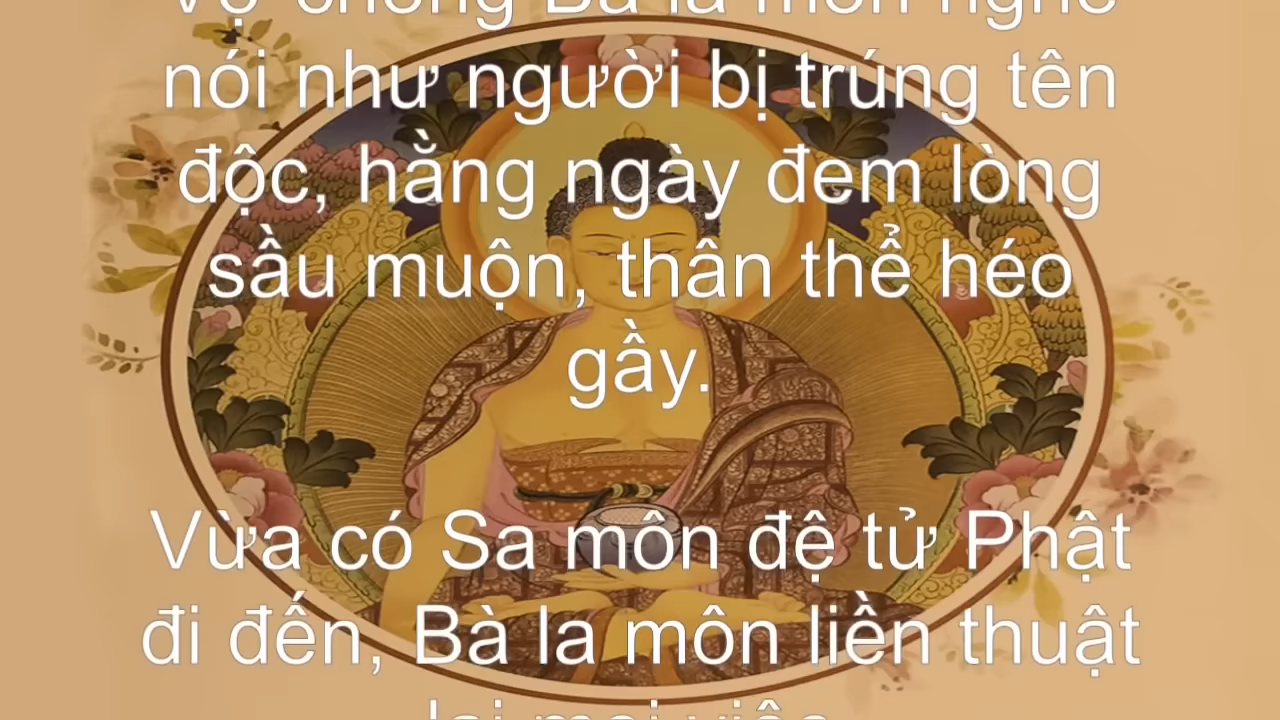 Vợ chồng Bà la môn nghe
nói như người bị trúng tên
độc, hằng ngày đem lòng
sầu muộn, thân thể héo
gầy.
Vừa có Sa môn đệ tử Phật
đi đến, Bà la môn liền thuật
lại mọi việc